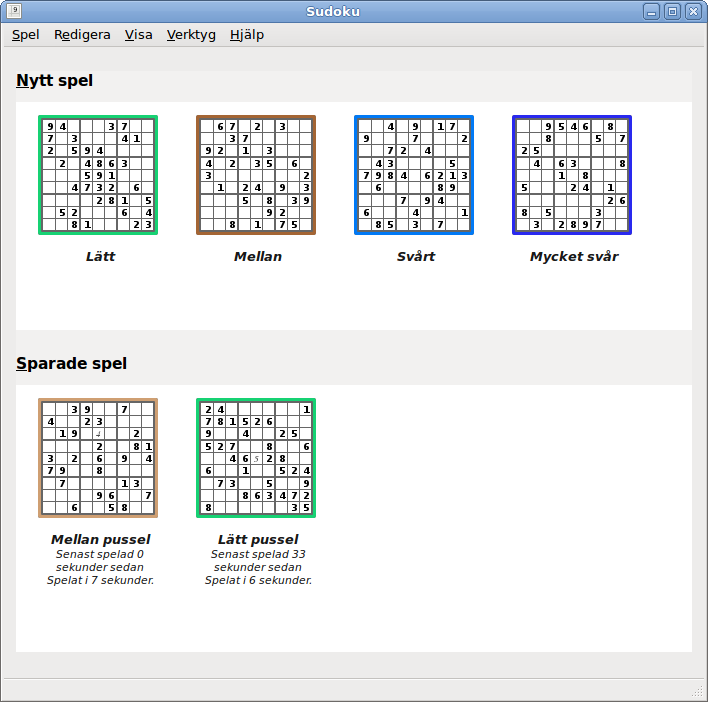 Sudoku
Spel Redigera Visa Verktyg Hjälp
Nytt spel
9 4 3 7
7 3 4 1
2 5 9 4
2 4 8 6 3
5 9 1
4 7 3 2 6
2 8 1 5
5 2 6 4
8 1 2 3
Lätt
6 7 2 3
3 7
9 2 1 3
4 2 3 5 6
3 2
1 2 4 9 3
5 8 3 9
9 2
8 1 7 5
Mellan
4 9 1 7
9 7 2
7 2 4
4 3 5
7 9 8 4 6 2 1 3
6 8 9
7 9 4
6 4 1
8 5 3 7
Svårt
9 5 4 6 8
8 5 7
2 5
4 6 3 8
1 8
5 2 4 1
2 6
8 5 3
3 2 8 9 7
Mycket svår
Sparade spel
3 9 7
4 2 3
1 9 4 2
2 8 1
3 2 6 9 4
7 9 8
7 1 3
9 6 7
6 5 8
Mellan pussel
Senast spelad 0
sekunder sedan
Spelat i 7 sekunder.
2 4 1
7 8 1 5 2 6
9 4 2 5
5 2 7 8 6
4 6 5 2 8
6 1 5 2 4
7 3 5 9
8 6 3 4 7 2
8 3 5
Lätt pussel
Senast spelad 33
sekunder sedan
Spelat i 6 sekunder.